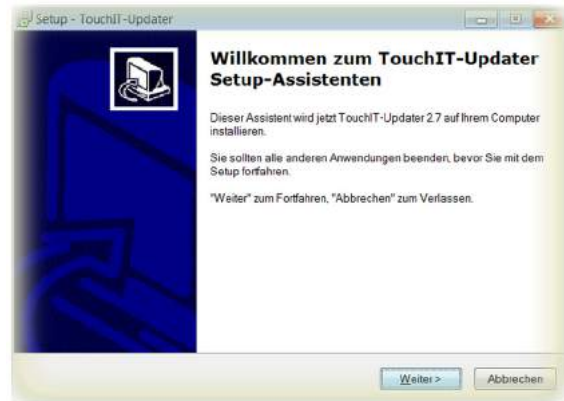 Setup - TouchIT-Updater
Willkommen zum TouchIT-Updater
Setup-Assistenten
Dieser Assistent wird jetzt TouchIT-Updater 2.7 auf Ihrem Computer
installieren.
Sie sollten alle anderen Anwendungen beenden, bevor Sie mit dem
Setup fortfahren.
"Weiter" zum Fortfahren, "Abbrechen" zum Verlassen.
Weiter > Abbrechen